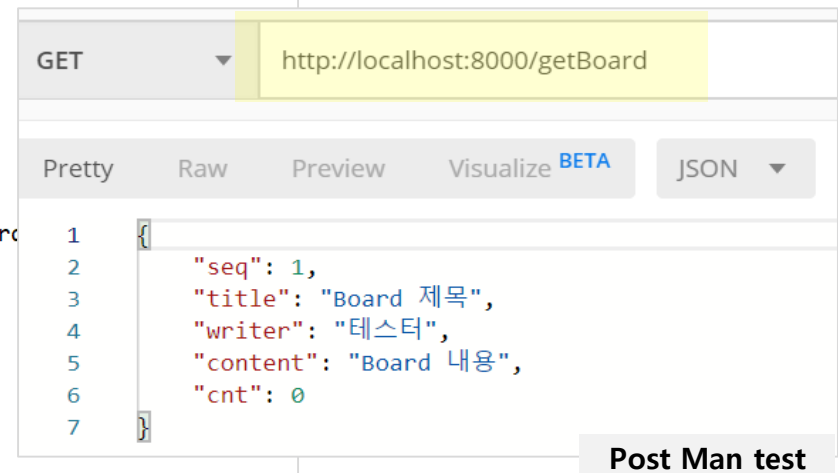 GET http://localhost:8000/getBoard
Pretty Raw Preview Visualize BETA JSON
1 {
2 "seq": 1,
3 "title": "Board 제목",
4 "writer": "테스터",
5 "content": "Board 내용",
6 "cnt": 0
7 }
Post Man test